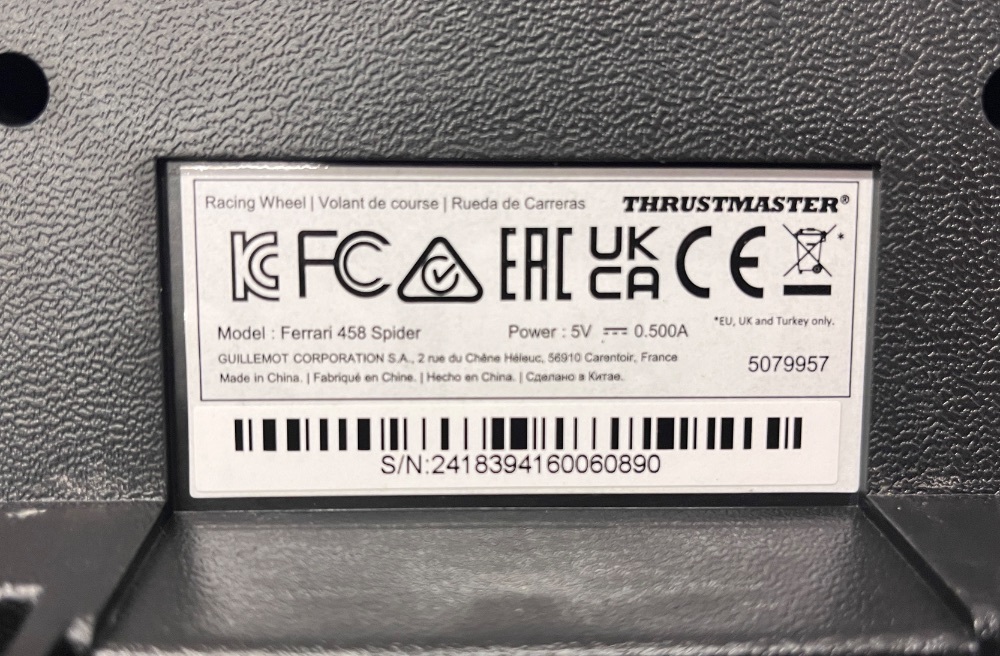 Racing Wheel | Volant de course | Rueda de Carreras THRUSTMASTER®
KC FC EAC UK CA CE *
*EU, UK and Turkey only.
Model : Ferrari 458 Spider Power : 5V ⎓ 0.500A
GUILLEMOT CORPORATION S.A., 2 rue du Chêne Héleuc, 56910 Carentoir, France
5079957
Made in China. | Fabriqué en Chine. | Hecho en China. | Сделано в Китае.
S/N:2418394160060890